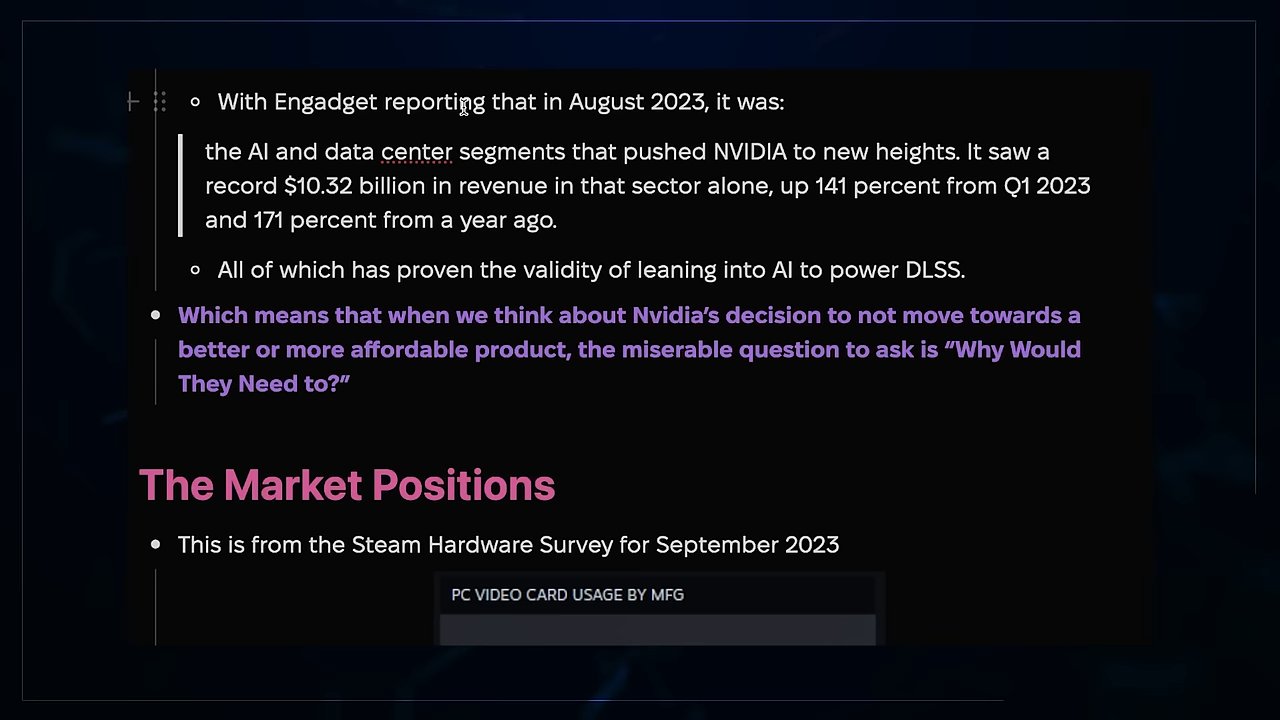 With Engadget reporting that in August 2023, it was:
the AI and data center segments that pushed NVIDIA to new heights. It saw a
record $10.32 billion in revenue in that sector alone, up 141 percent from Q1 2023
and 171 percent from a year ago.
All of which has proven the validity of leaning into AI to power DLSS.
Which means that when we think about Nvidia’s decision to not move towards a
better or more affordable product, the miserable question to ask is “Why Would
They Need to?”
The Market Positions
This is from the Steam Hardware Survey for September 2023
PC VIDEO CARD USAGE BY MFG